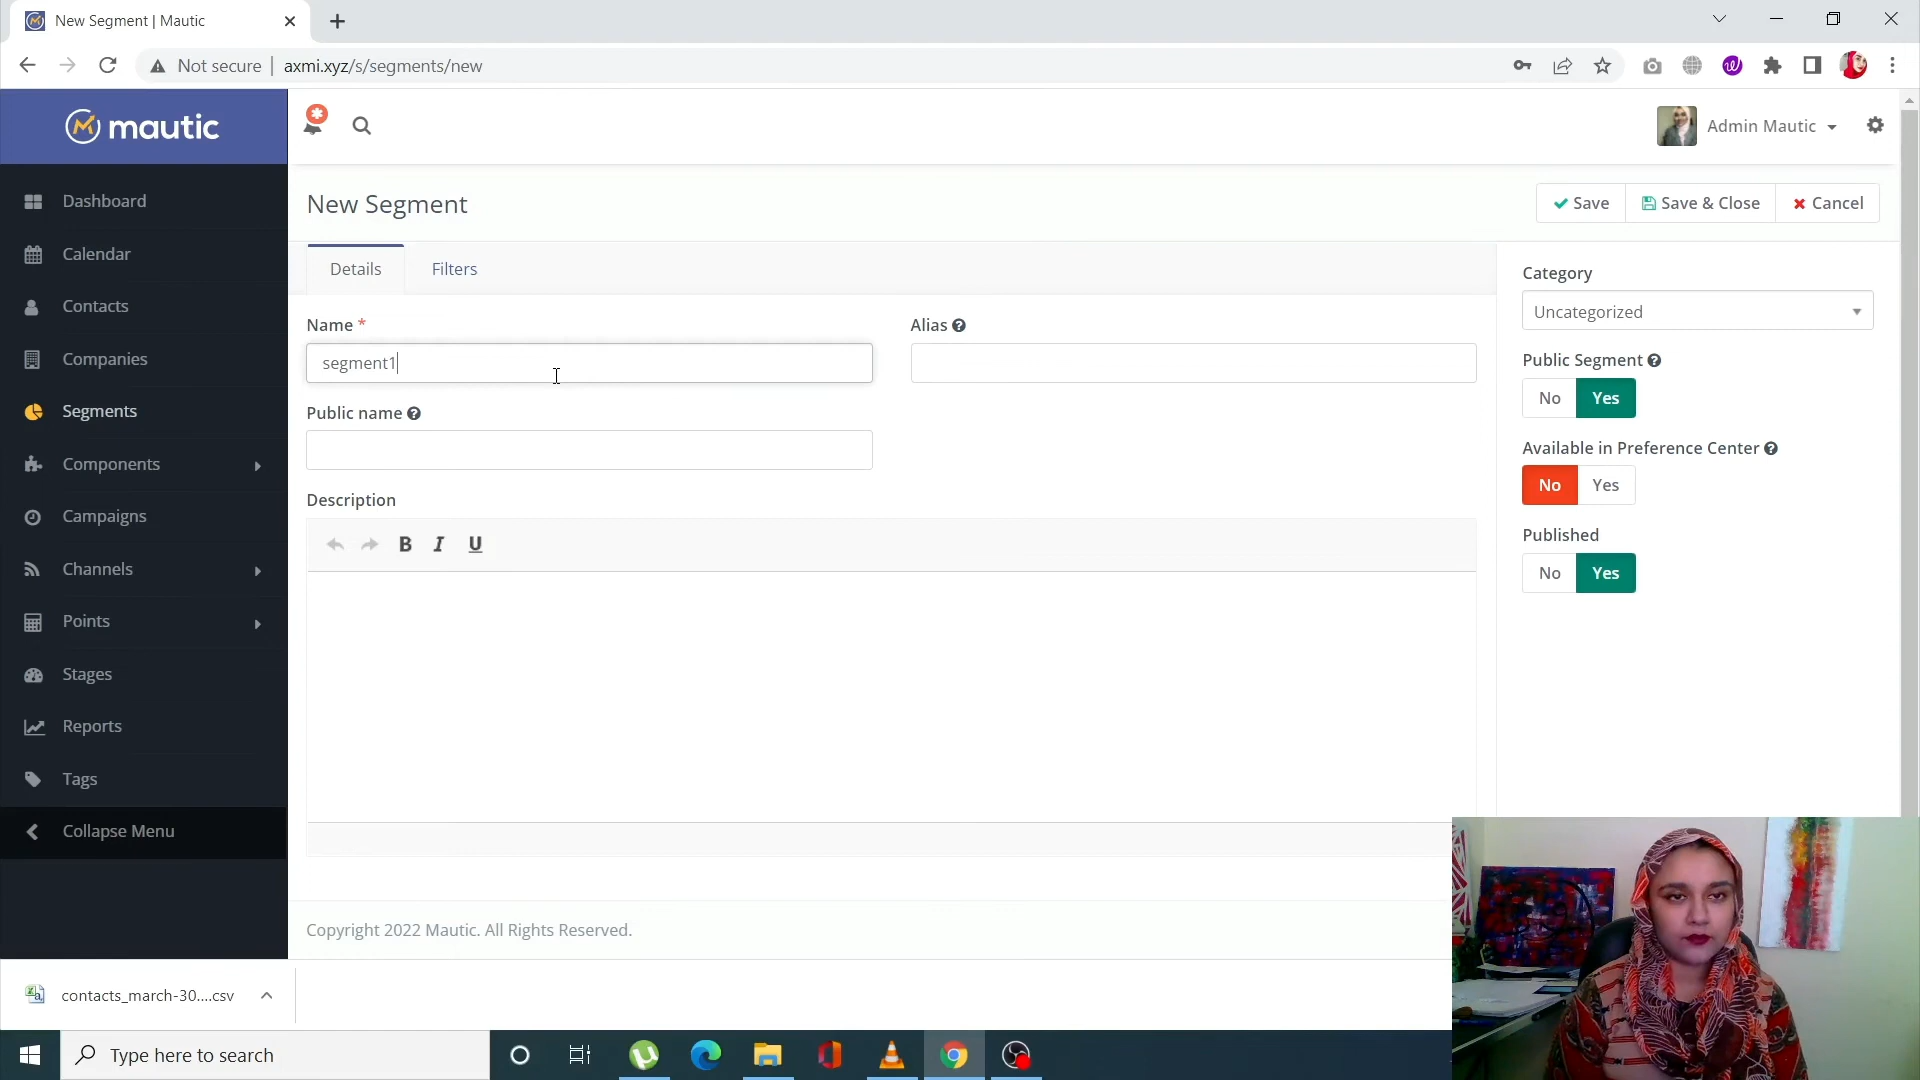 New Segment | Mautic
Not secure | axmi.xyz/s/segments/new
mautic
Admin Mautic
Dashboard
Calendar
Contacts
Companies
Segments
Components
Campaigns
Channels
Points
Stages
Reports
Tags
Collapse Menu
New Segment
Save
Save & Close
Cancel
Details
Filters
Name *
segment1
Alias
Public name
Description
B I U
Category
Uncategorized
Public Segment
No Yes
Available in Preference Center
No Yes
Published
No Yes
Copyright 2022 Mautic. All Rights Reserved.
contacts_march-30....csv
Type here to search